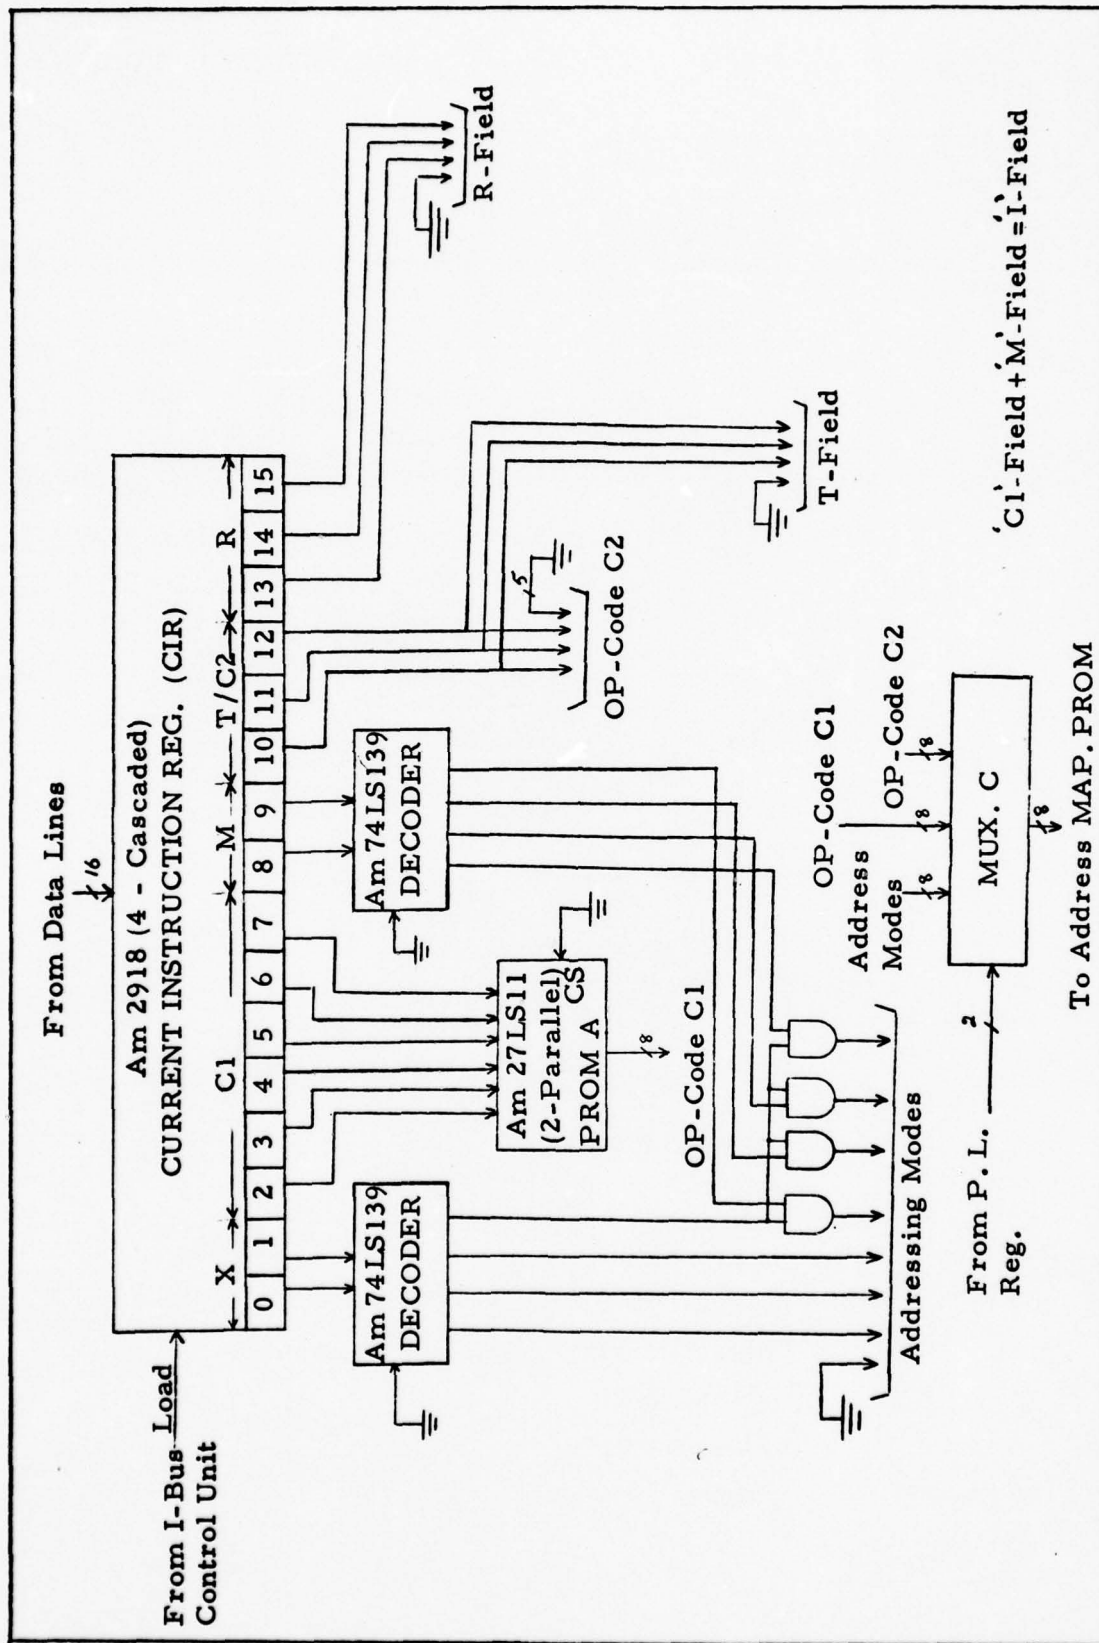 From Data Lines
16
Am 2918 (4 - Cascaded)
CURRENT INSTRUCTION REG. (CIR)
From I-Bus Load
Control Unit
X C1 M T/C2 R
0 1 2 3 4 5 6 7 8 9 10 11 12 13 14 15
Am 74LS139
DECODER
Am 27LS11
(2-Parallel)
PROM A CS
8
OP-Code C1
Am 74LS139
DECODER
5
OP-Code C2
R-Field
T-Field
Addressing Modes
Address
Modes
8
OP-Code C1
8
OP-Code C2
8
From P. L.
Reg.
2
MUX. C
8
To Address MAP. PROM
'C1'-Field + 'M'-Field = 'I'-Field